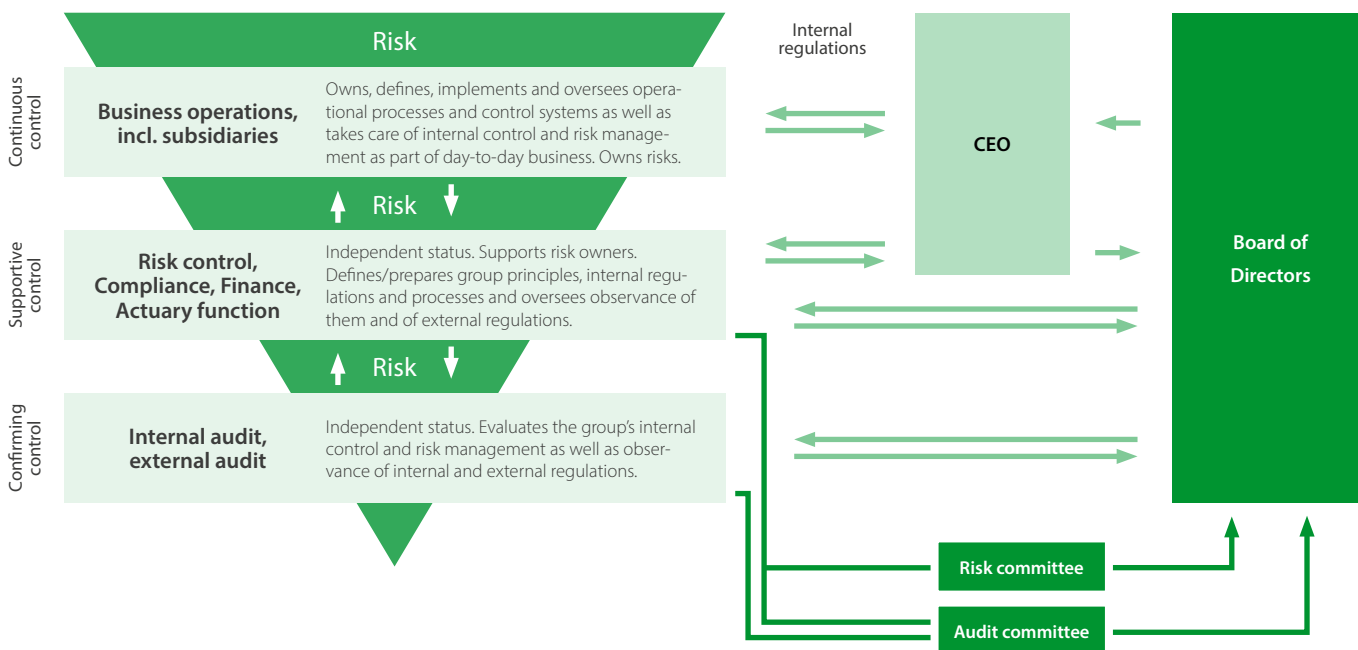 Risk
Internal
regulations
Continuous
control
Business operations,
incl. subsidiaries
Owns, defines, implements and oversees opera-
tional processes and control systems as well as
takes care of internal control and risk manage-
ment as part of day-to-day business. Owns risks.
CEO
Board of
Directors
Risk
Supportive
control
Risk control,
Compliance, Finance,
Actuary function
Independent status. Supports risk owners.
Defines/prepares group principles, internal regu-
lations and processes and oversees observance of
them and of external regulations.
Risk
Confirming
control
Internal audit,
external audit
Independent status. Evaluates the group’s internal
control and risk management as well as obser-
vance of internal and external regulations.
Risk committee
Audit committee